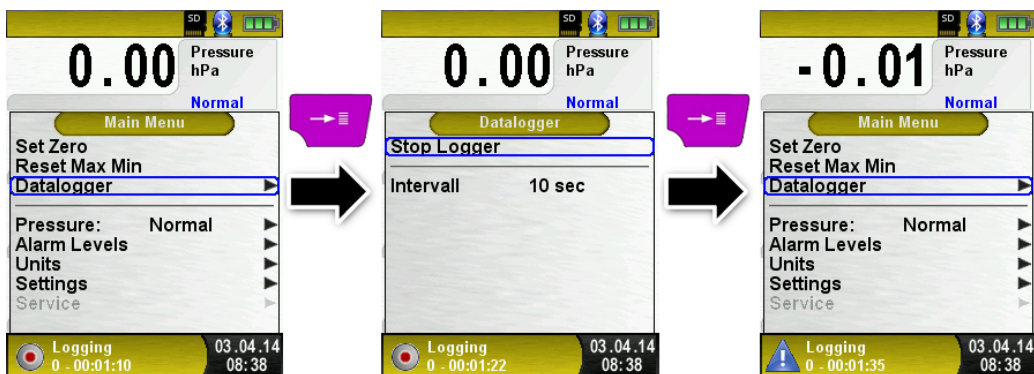 SD
0.00 Pressure
hPa
Normal
Main Menu
Set Zero
Reset Max Min
Datalogger
Pressure: Normal
Alarm Levels
Units
Settings
Service
Logging
0 - 00:01:10
03.04.14
08:38
SD
0.00 Pressure
hPa
Normal
Datalogger
Stop Logger
Intervall 10 sec
Logging
0 - 00:01:22
03.04.14
08:38
SD
-0.01 Pressure
hPa
Normal
Main Menu
Set Zero
Reset Max Min
Datalogger
Pressure: Normal
Alarm Levels
Units
Settings
Service
Logging
0 - 00:01:35
03.04.14
08:38